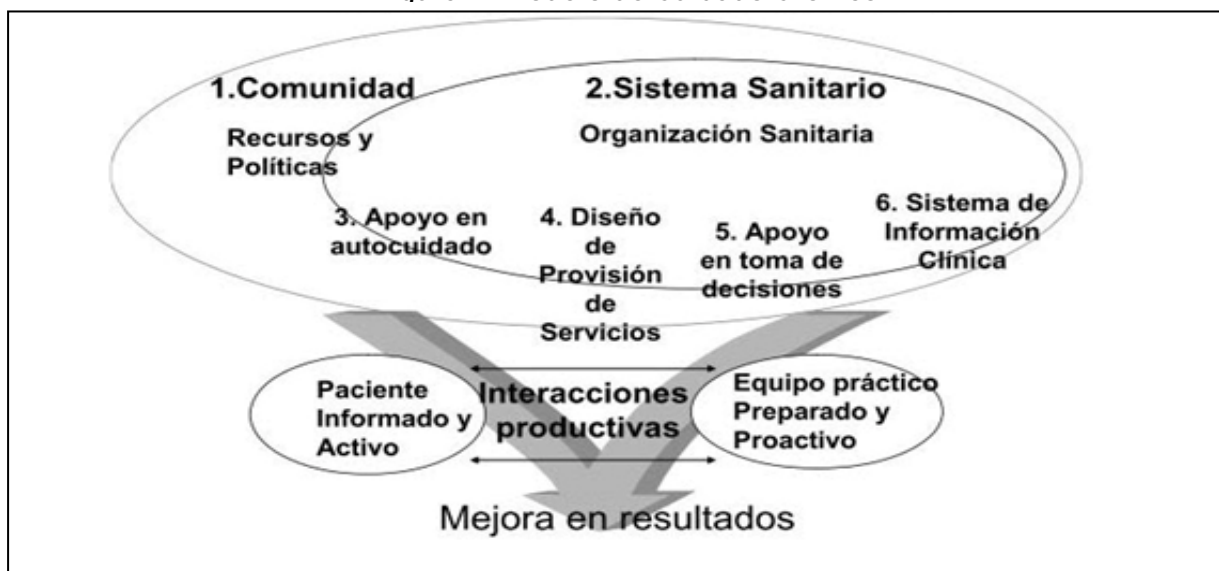 1.Comunidad
2.Sistema Sanitario
Recursos y
Políticas
Organización Sanitaria
3. Apoyo en
autocuidado
4. Diseño
de
Provisión
de
Servicios
5. Apoyo
en toma de
decisiones
6. Sistema de
Información
Clínica
Paciente
Informado y
Activo
Interacciones
productivas
Equipo práctico
Preparado y
Proactivo
Mejora en resultados